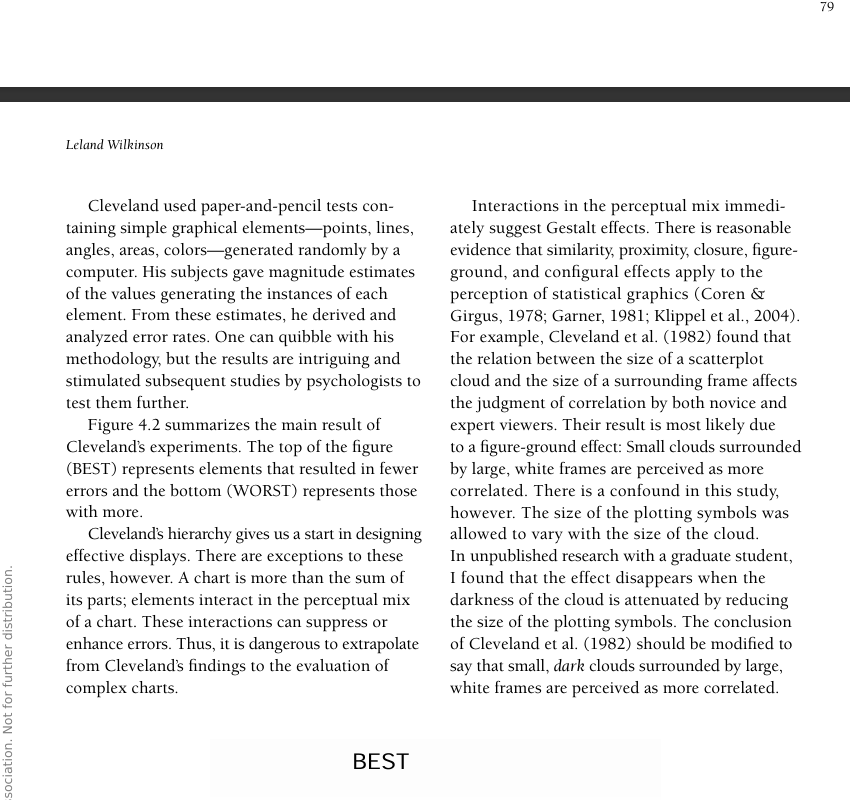 79
Leland Wilkinson
Cleveland used paper-and-pencil tests con-
taining simple graphical elements—points, lines,
angles, areas, colors—generated randomly by a
computer. His subjects gave magnitude estimates
of the values generating the instances of each
element. From these estimates, he derived and
analyzed error rates. One can quibble with his
methodology, but the results are intriguing and
stimulated subsequent studies by psychologists to
test them further.
Figure 4.2 summarizes the main result of
Cleveland's experiments. The top of the figure
(BEST) represents elements that resulted in fewer
errors and the bottom (WORST) represents those
with more.
Cleveland's hierarchy gives us a start in designing
effective displays. There are exceptions to these
rules, however. A chart is more than the sum of
its parts; elements interact in the perceptual mix
of a chart. These interactions can suppress or
enhance errors. Thus, it is dangerous to extrapolate
from Cleveland's findings to the evaluation of
complex charts.
Interactions in the perceptual mix immedi-
ately suggest Gestalt effects. There is reasonable
evidence that similarity, proximity, closure, figure-
ground, and configural effects apply to the
perception of statistical graphics (Coren &
Girgus, 1978; Garner, 1981; Klippel et al., 2004).
For example, Cleveland et al. (1982) found that
the relation between the size of a scatterplot
cloud and the size of a surrounding frame affects
the judgment of correlation by both novice and
expert viewers. Their result is most likely due
to a figure-ground effect: Small clouds surrounded
by large, white frames are perceived as more
correlated. There is a confound in this study,
however. The size of the plotting symbols was
allowed to vary with the size of the cloud.
In unpublished research with a graduate student,
I found that the effect disappears when the
darkness of the cloud is attenuated by reducing
the size of the plotting symbols. The conclusion
of Cleveland et al. (1982) should be modified to
say that small, dark clouds surrounded by large,
white frames are perceived as more correlated.
BEST
sociation. Not for further distribution.